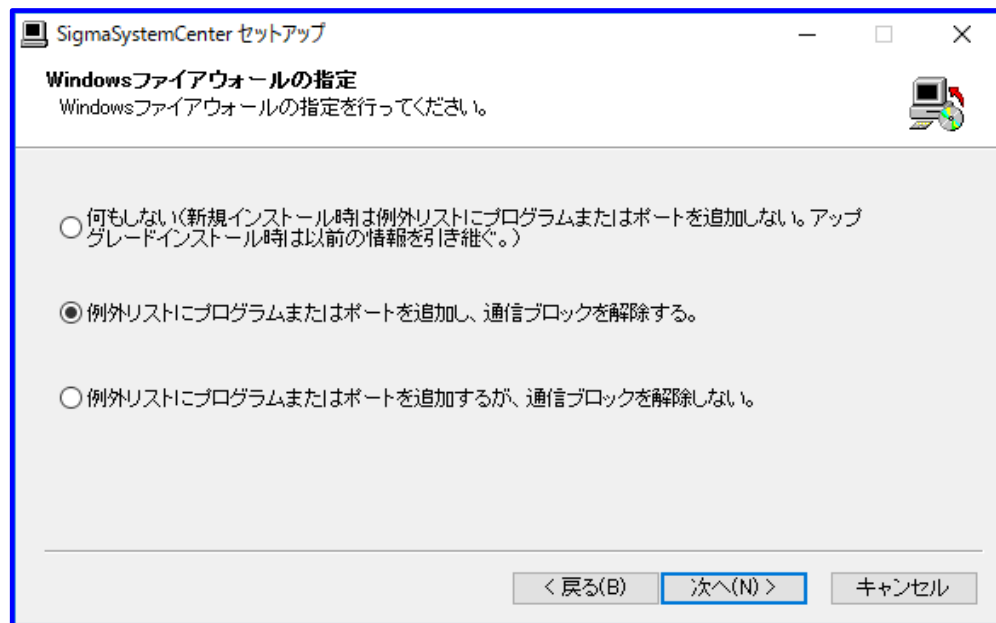 SigmaSystemCenter セットアップ
Windowsファイアウォールの指定
Windowsファイアウォールの指定を行ってください。
何もしない(新規インストール時は例外リストにプログラムまたはポートを追加しない。アップ
グレードインストール時は以前の情報を引き継ぐ。)
例外リストにプログラムまたはポートを追加し、通信ブロックを解除する。
例外リストにプログラムまたはポートを追加するが、通信ブロックを解除しない。
< 戻る(B)
次へ(N) >
キャンセル